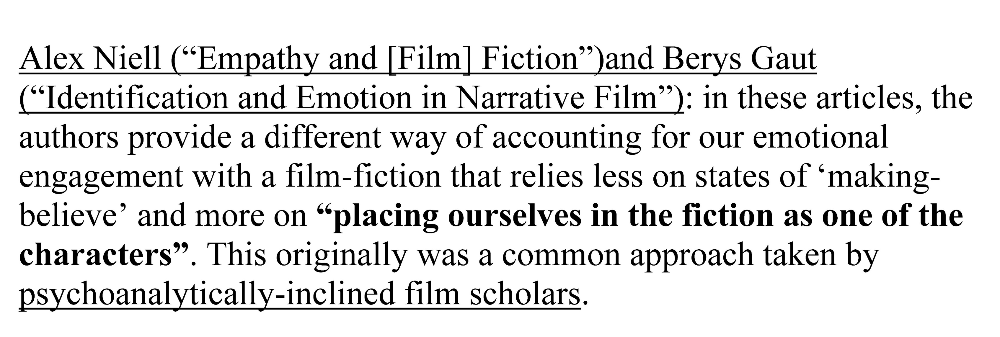 Alex Niell (“Empathy and [Film] Fiction”)and Berys Gaut
(“Identification and Emotion in Narrative Film”): in these articles, the
authors provide a different way of accounting for our emotional
engagement with a film-fiction that relies less on states of ‘making-
believe’ and more on “placing ourselves in the fiction as one of the
characters”. This originally was a common approach taken by
psychoanalytically-inclined film scholars.